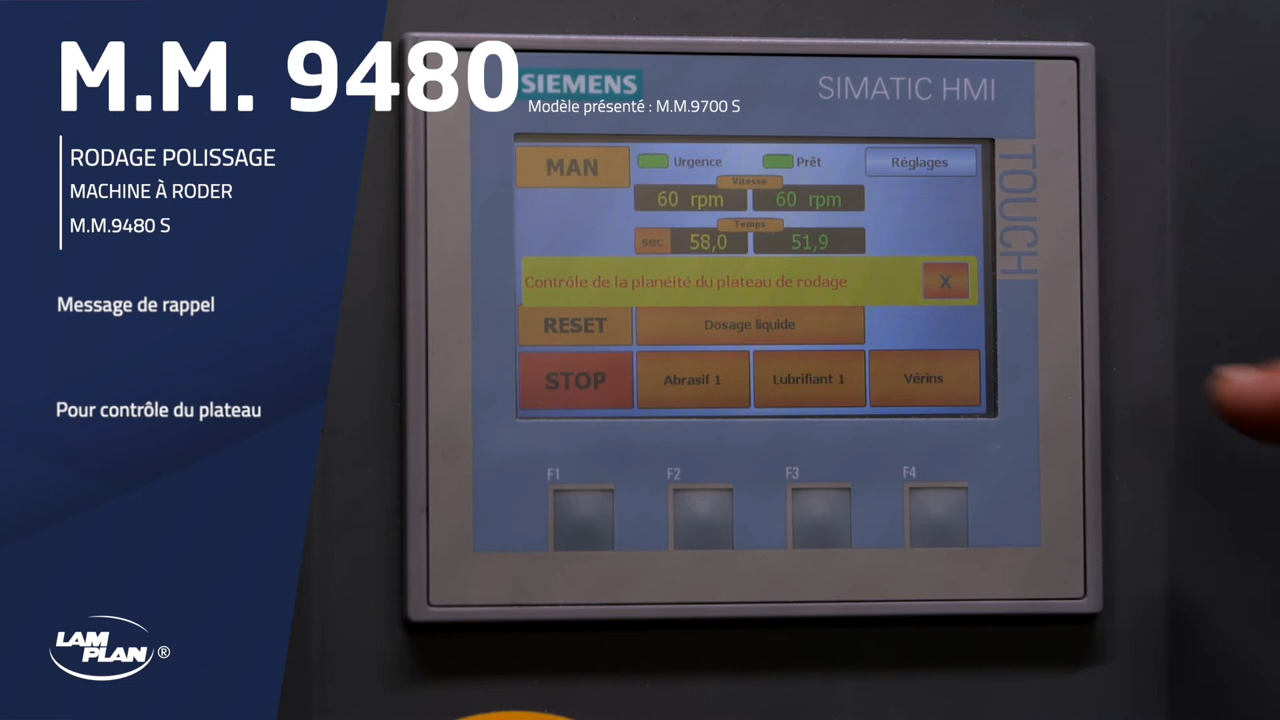 M.M. 9480
RODAGE POLISSAGE
MACHINE À RODER
M.M.9480 S
Message de rappel
Pour contrôle du plateau
LAM PLAN ®
SIEMENS
SIMATIC HMI
Modèle présenté : M.M.9700 S
TOUCH
MAN
Urgence
Prêt
Réglages
Vitesse
60 rpm
60 rpm
Temps
sec
58,0
51,9
Contrôle de la planéité du plateau de rodage
X
RESET
Dosage liquide
STOP
Abrasif 1
Lubrifiant 1
Vérins
F1
F2
F3
F4